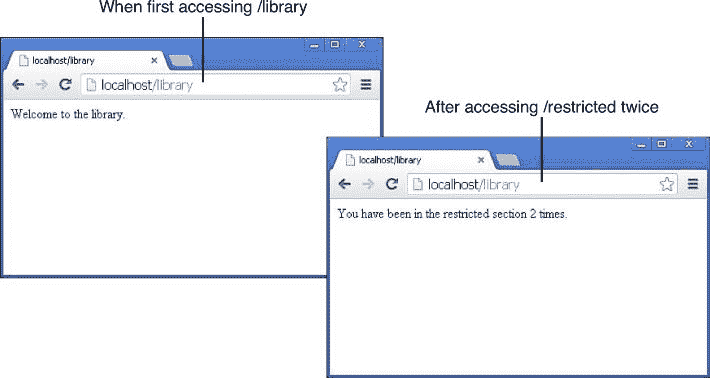 When first accessing /library
localhost/library
localhost/library
Welcome to the library.
After accessing /restricted twice
localhost/library
localhost/library
You have been in the restricted section 2 times.